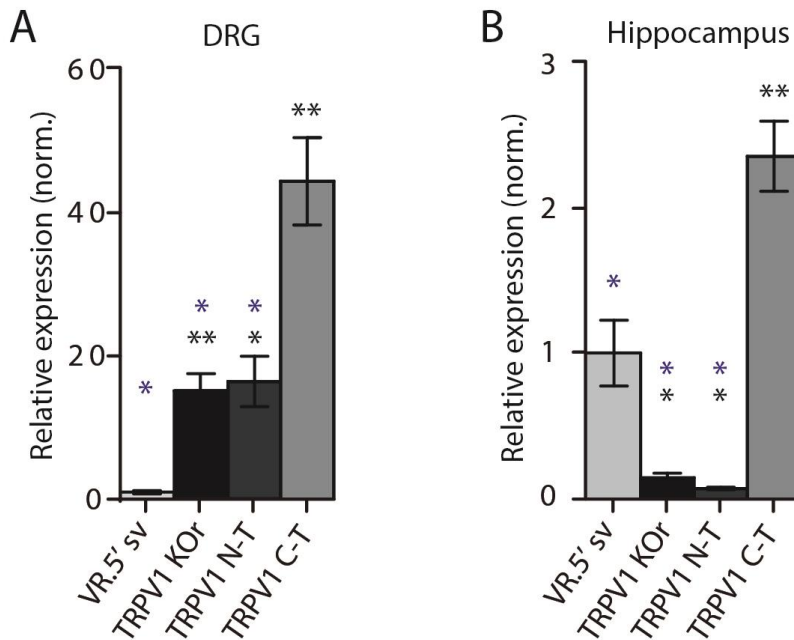 A
DRG
Relative expression (norm.)
60
40
20
0
*
*
**
*
*
**
VR.5' sv
TRPV1 KOr
TRPV1 N-T
TRPV1 C-T
B
Hippocampus
Relative expression (norm.)
3
2
1
0
*
*
*
*
*
**
VR.5' sv
TRPV1 KOr
TRPV1 N-T
TRPV1 C-T